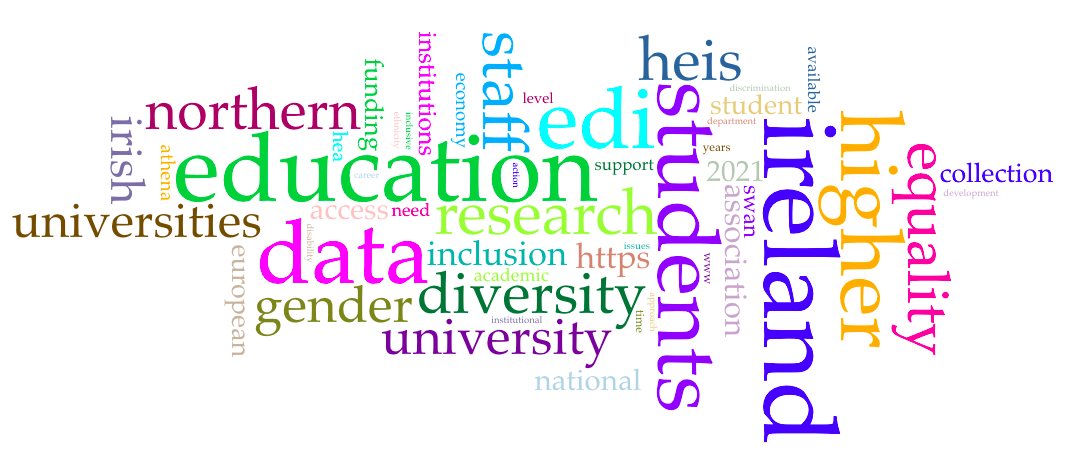 staff
institutions
heis
available
funding
economy
level
discrimination
northern
student
edi
students
irish
hea
ethnicity
inclusive
department
ireland
higher
athena
education
action
support
years
2021
equality
collection
career
swan
association
development
universities
access
need
research
data
disability
inclusion
https
issues
www
european
academic
gender
diversity
approach
time
university
institutional
national